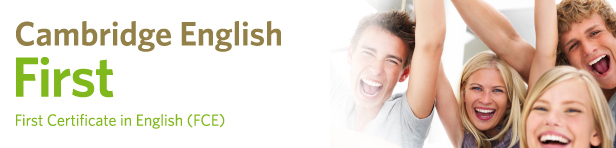 Cambridge English
First
First Certificate in English (FCE)